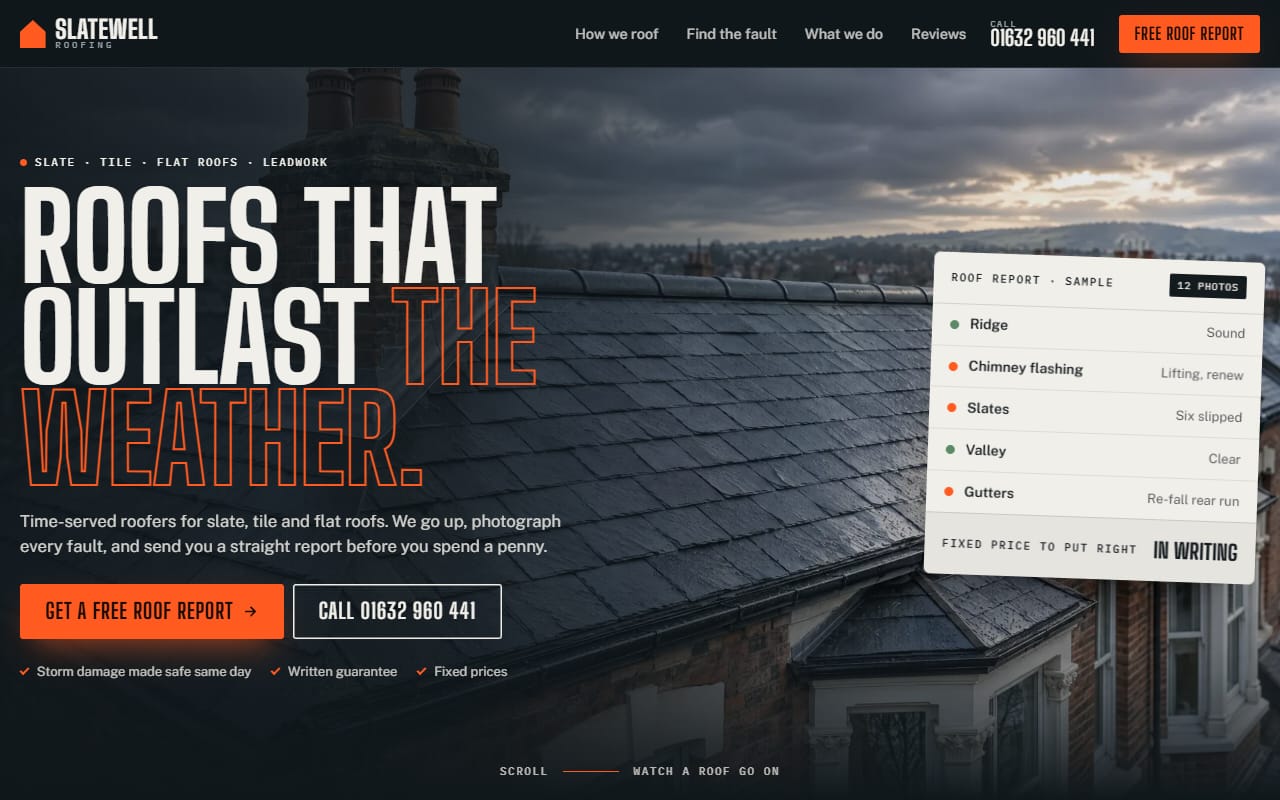 SLATEWELL
ROOFING
How we roof
Find the fault
What we do
Reviews
CALL
01632 960 441
FREE ROOF REPORT
SLATE · TILE · FLAT ROOFS · LEADWORK
ROOFS THAT
OUTLAST THE
WEATHER.
Time-served roofers for slate, tile and flat roofs. We go up, photograph
every fault, and send you a straight report before you spend a penny.
GET A FREE ROOF REPORT →
CALL 01632 960 441
Storm damage made safe same day
Written guarantee
Fixed prices
ROOF REPORT · SAMPLE
12 PHOTOS
Ridge Sound
Chimney flashing Lifting, renew
Slates Six slipped
Valley Clear
Gutters Re-fall rear run
FIXED PRICE TO PUT RIGHT IN WRITING
SCROLL WATCH A ROOF GO ON